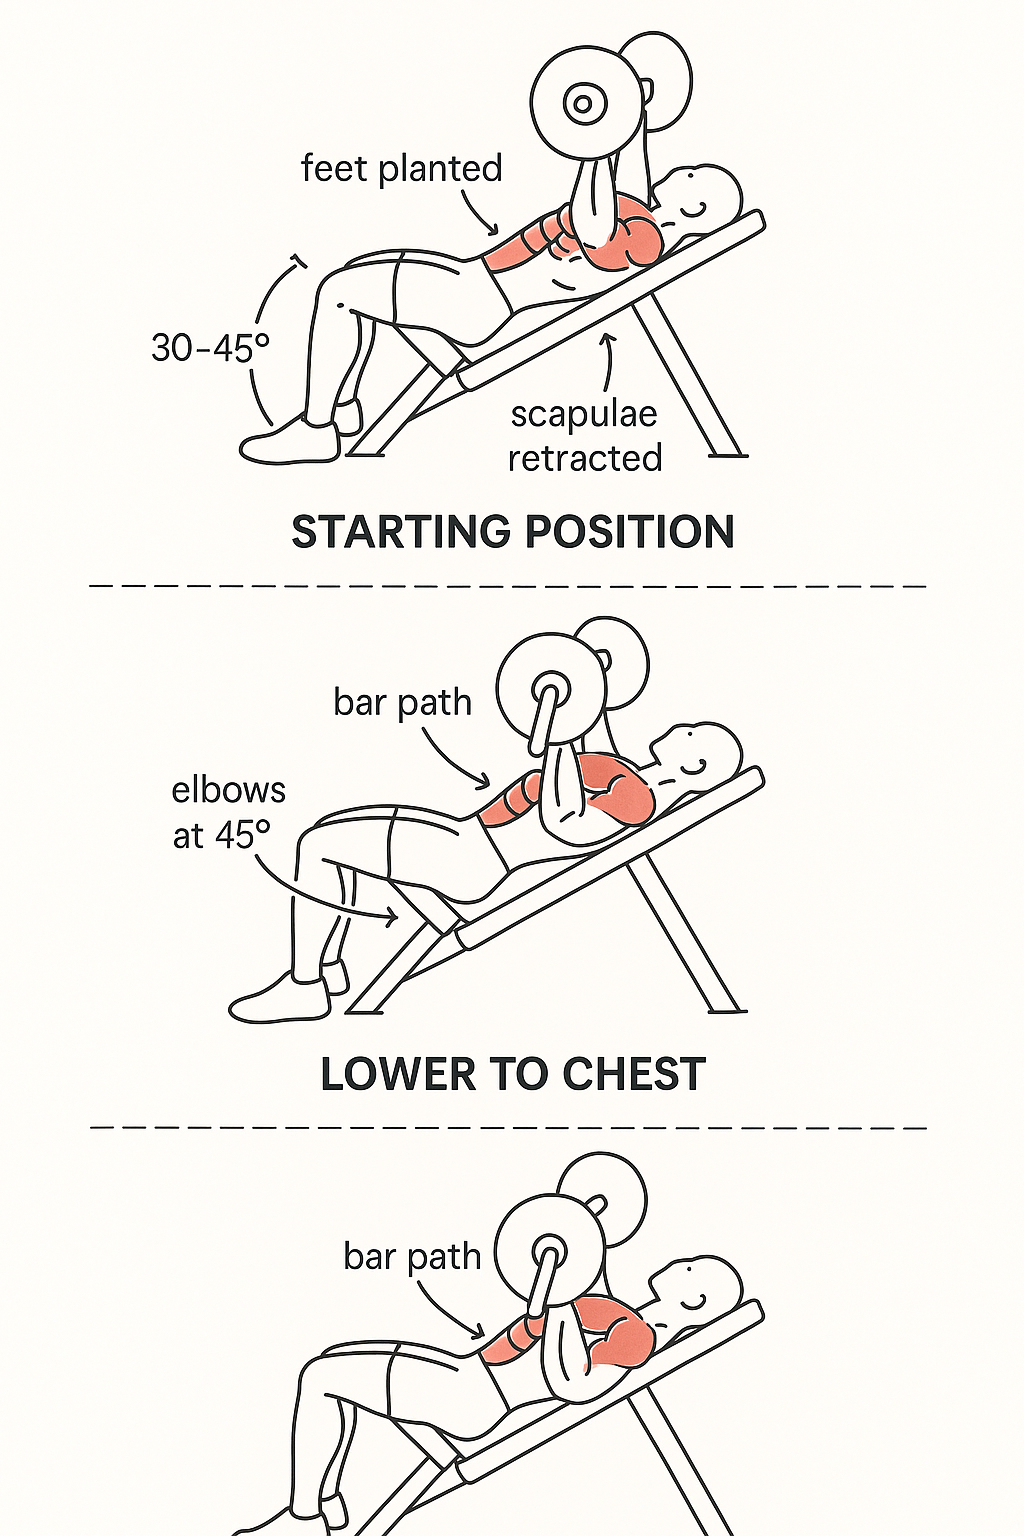 feet planted
30–45°
scapulae
retracted
STARTING POSITION
bar path
elbows
at 45°
LOWER TO CHEST
bar path